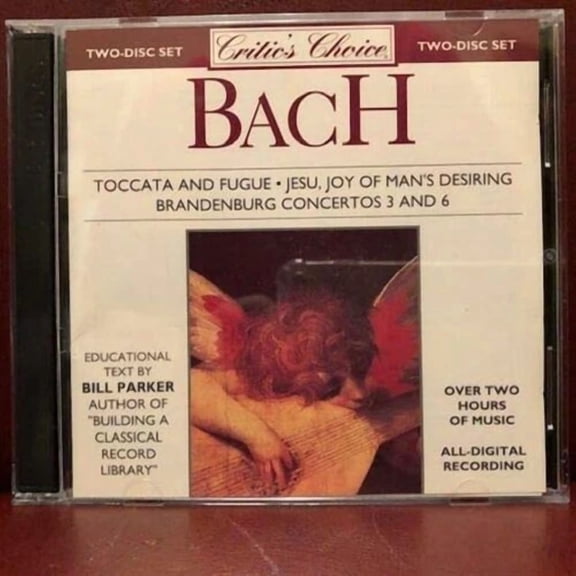 TWO-DISC SET Critic's Choice TWO-DISC SET
BACH
TOCCATA AND FUGUE • JESU, JOY OF MAN'S DESIRING
BRANDENBURG CONCERTOS 3 AND 6
EDUCATIONAL
TEXT BY
BILL PARKER
AUTHOR OF
"BUILDING A
CLASSICAL
RECORD
LIBRARY"
OVER TWO
HOURS
OF MUSIC
ALL-DIGITAL
RECORDING